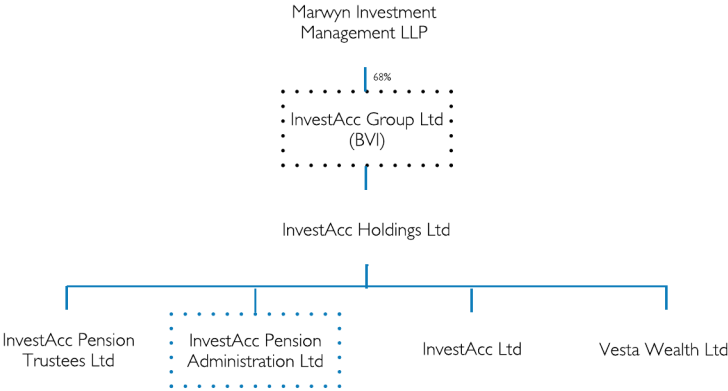 Marwyn Investment
Management LLP
68%
InvestAcc Group Ltd
(BVI)
InvestAcc Holdings Ltd
InvestAcc Pension
Trustees Ltd
InvestAcc Pension
Administration Ltd
InvestAcc Ltd
Vesta Wealth Ltd